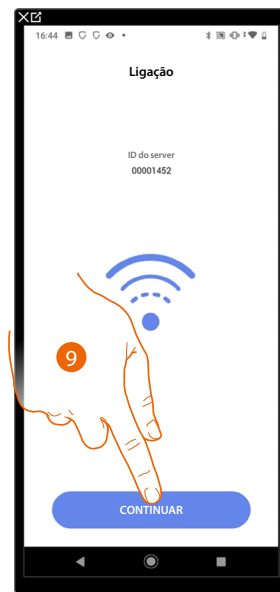 16:44
Ligação
ID do server
00001452
9
CONTINUAR